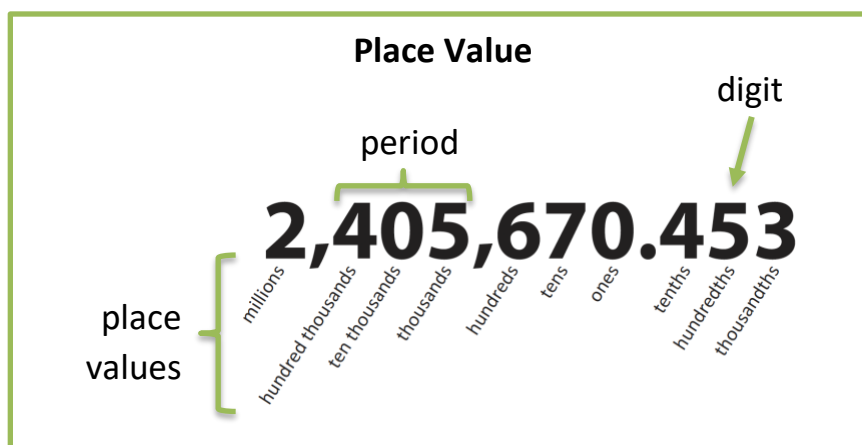 Place Value
digit
period
2,405,670.453
millions
hundred thousands
ten thousands
thousands
hundreds
tens
ones
tenths
hundredths
thousandths
place
values